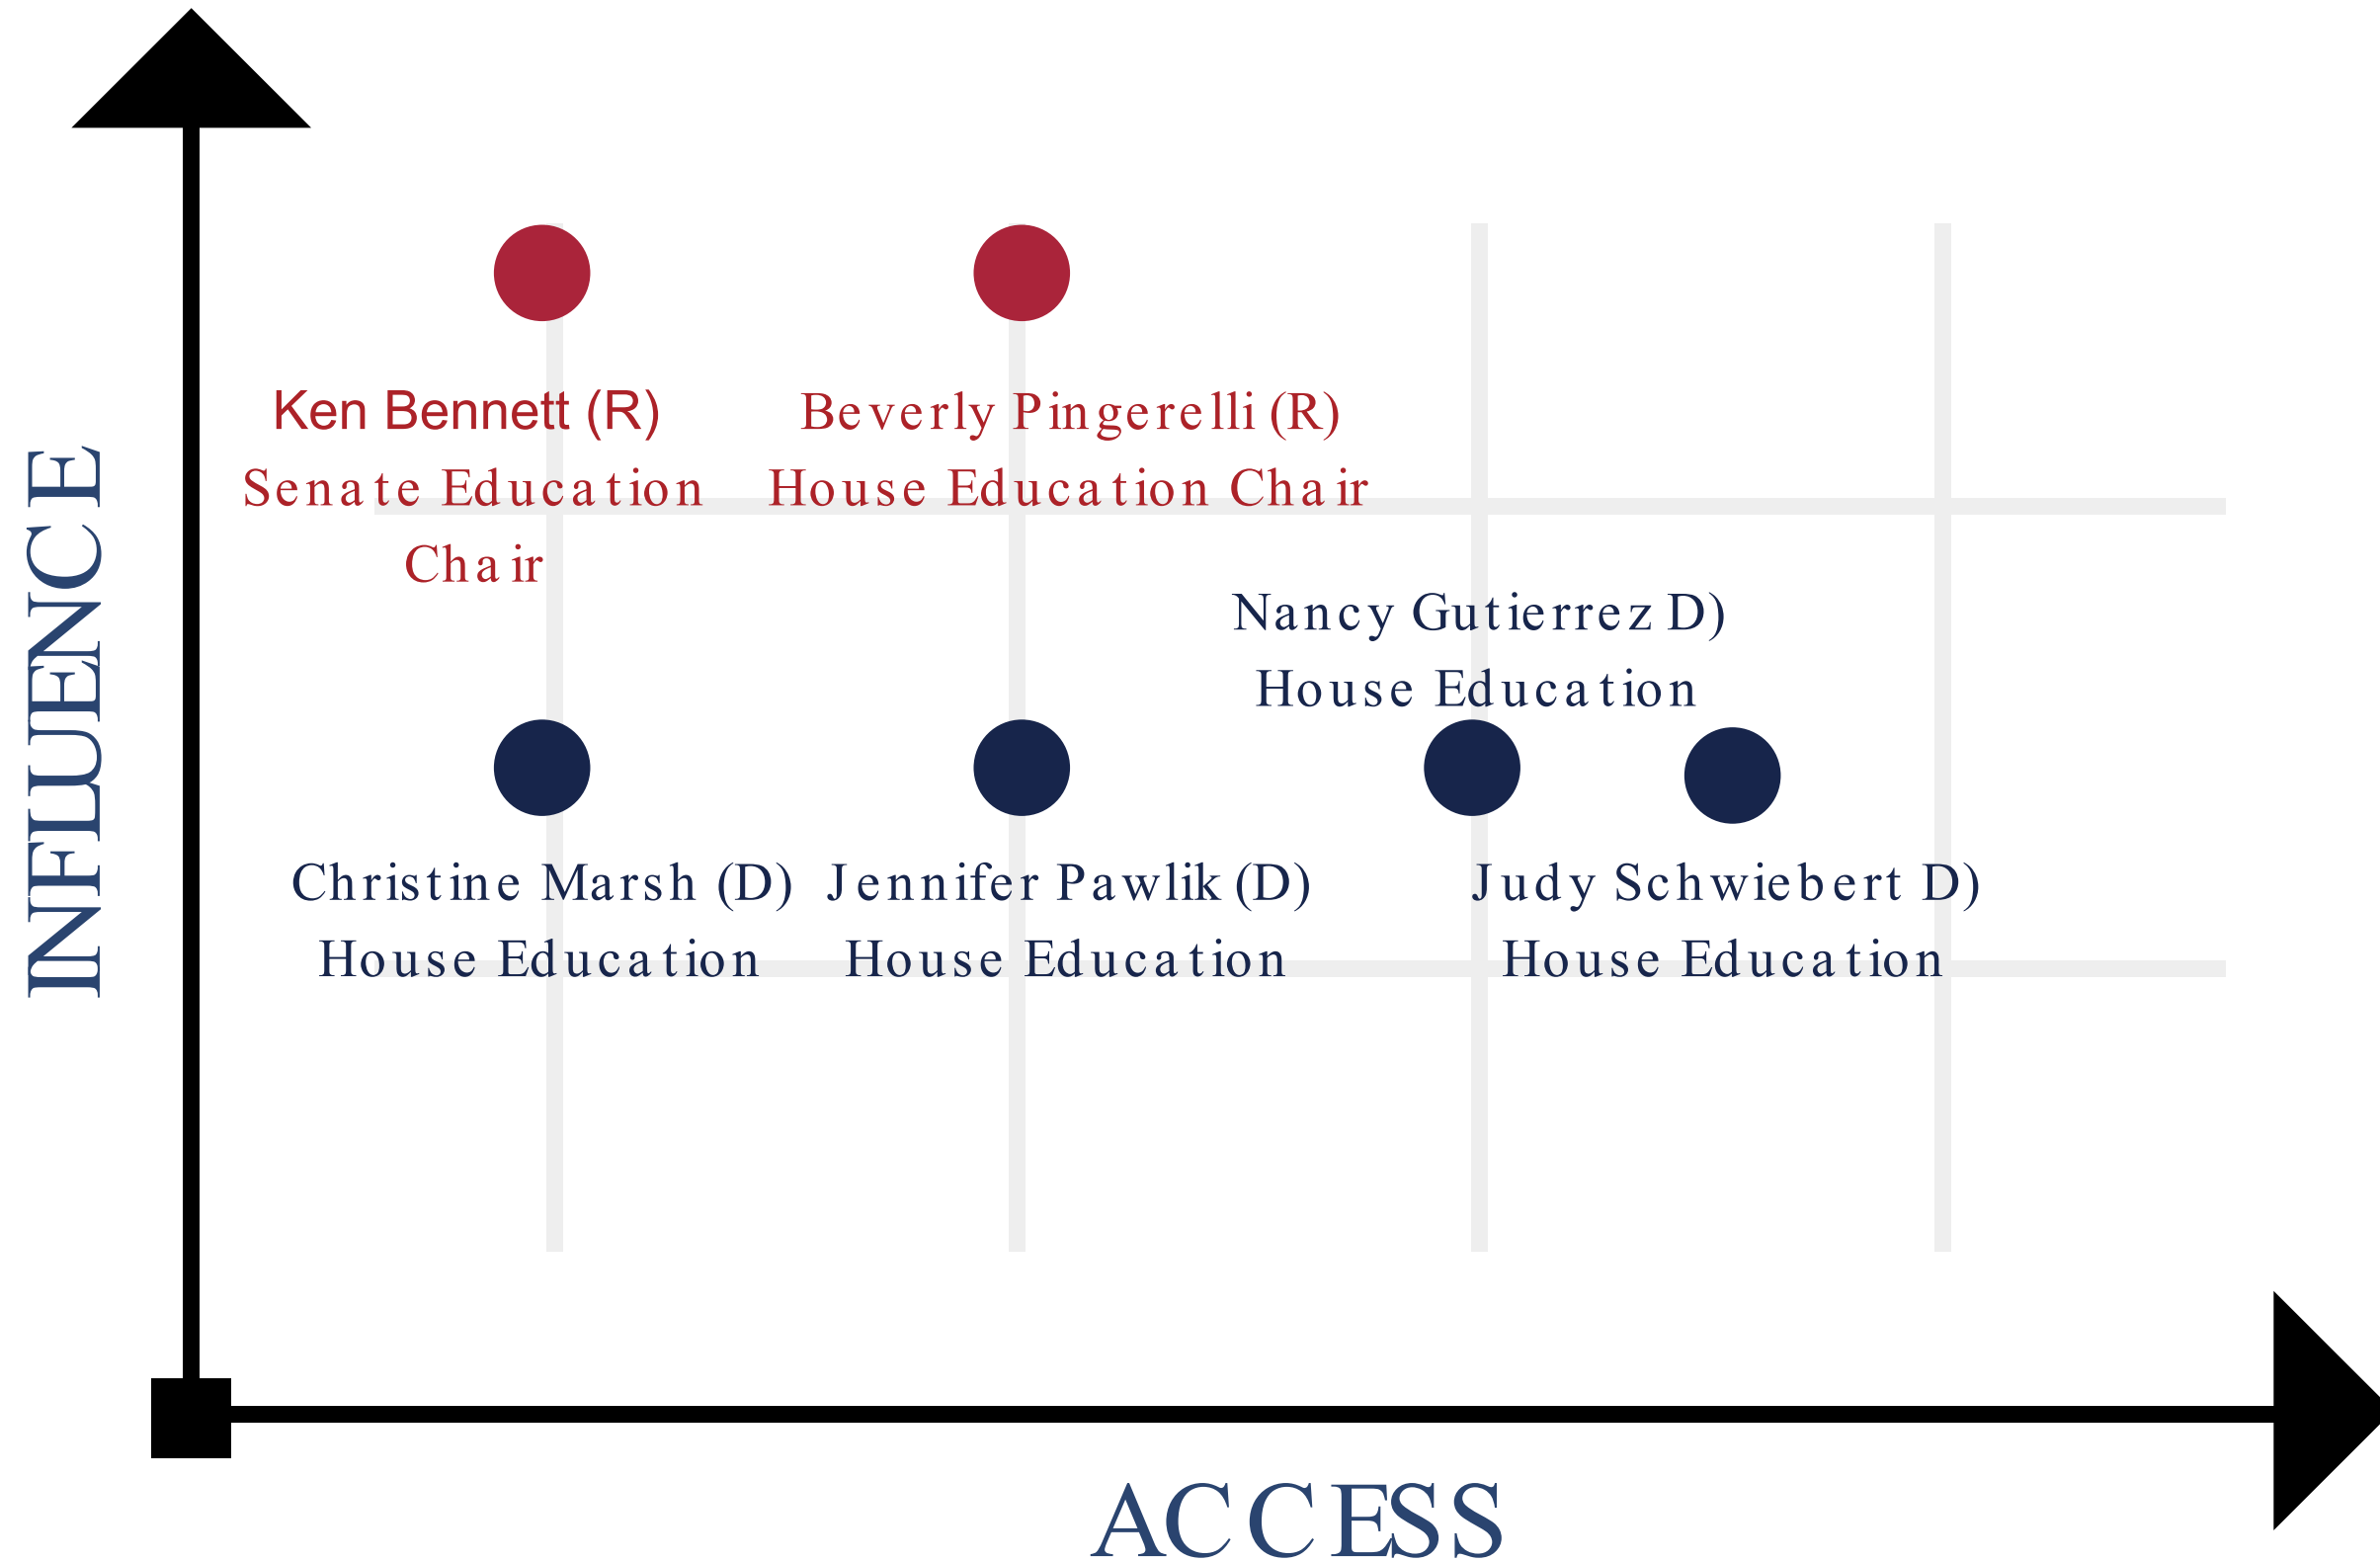 INFLUENCE
Ken Bennett (R)
Senate Education
Chair
Beverly Pingerelli (R)
House Education Chair
Nancy Gutierrez D)
House Education
Christine Marsh (D)
House Education
Jennifer Pawlik (D)
House Education
Judy Schwiebert D)
House Education
ACCESS